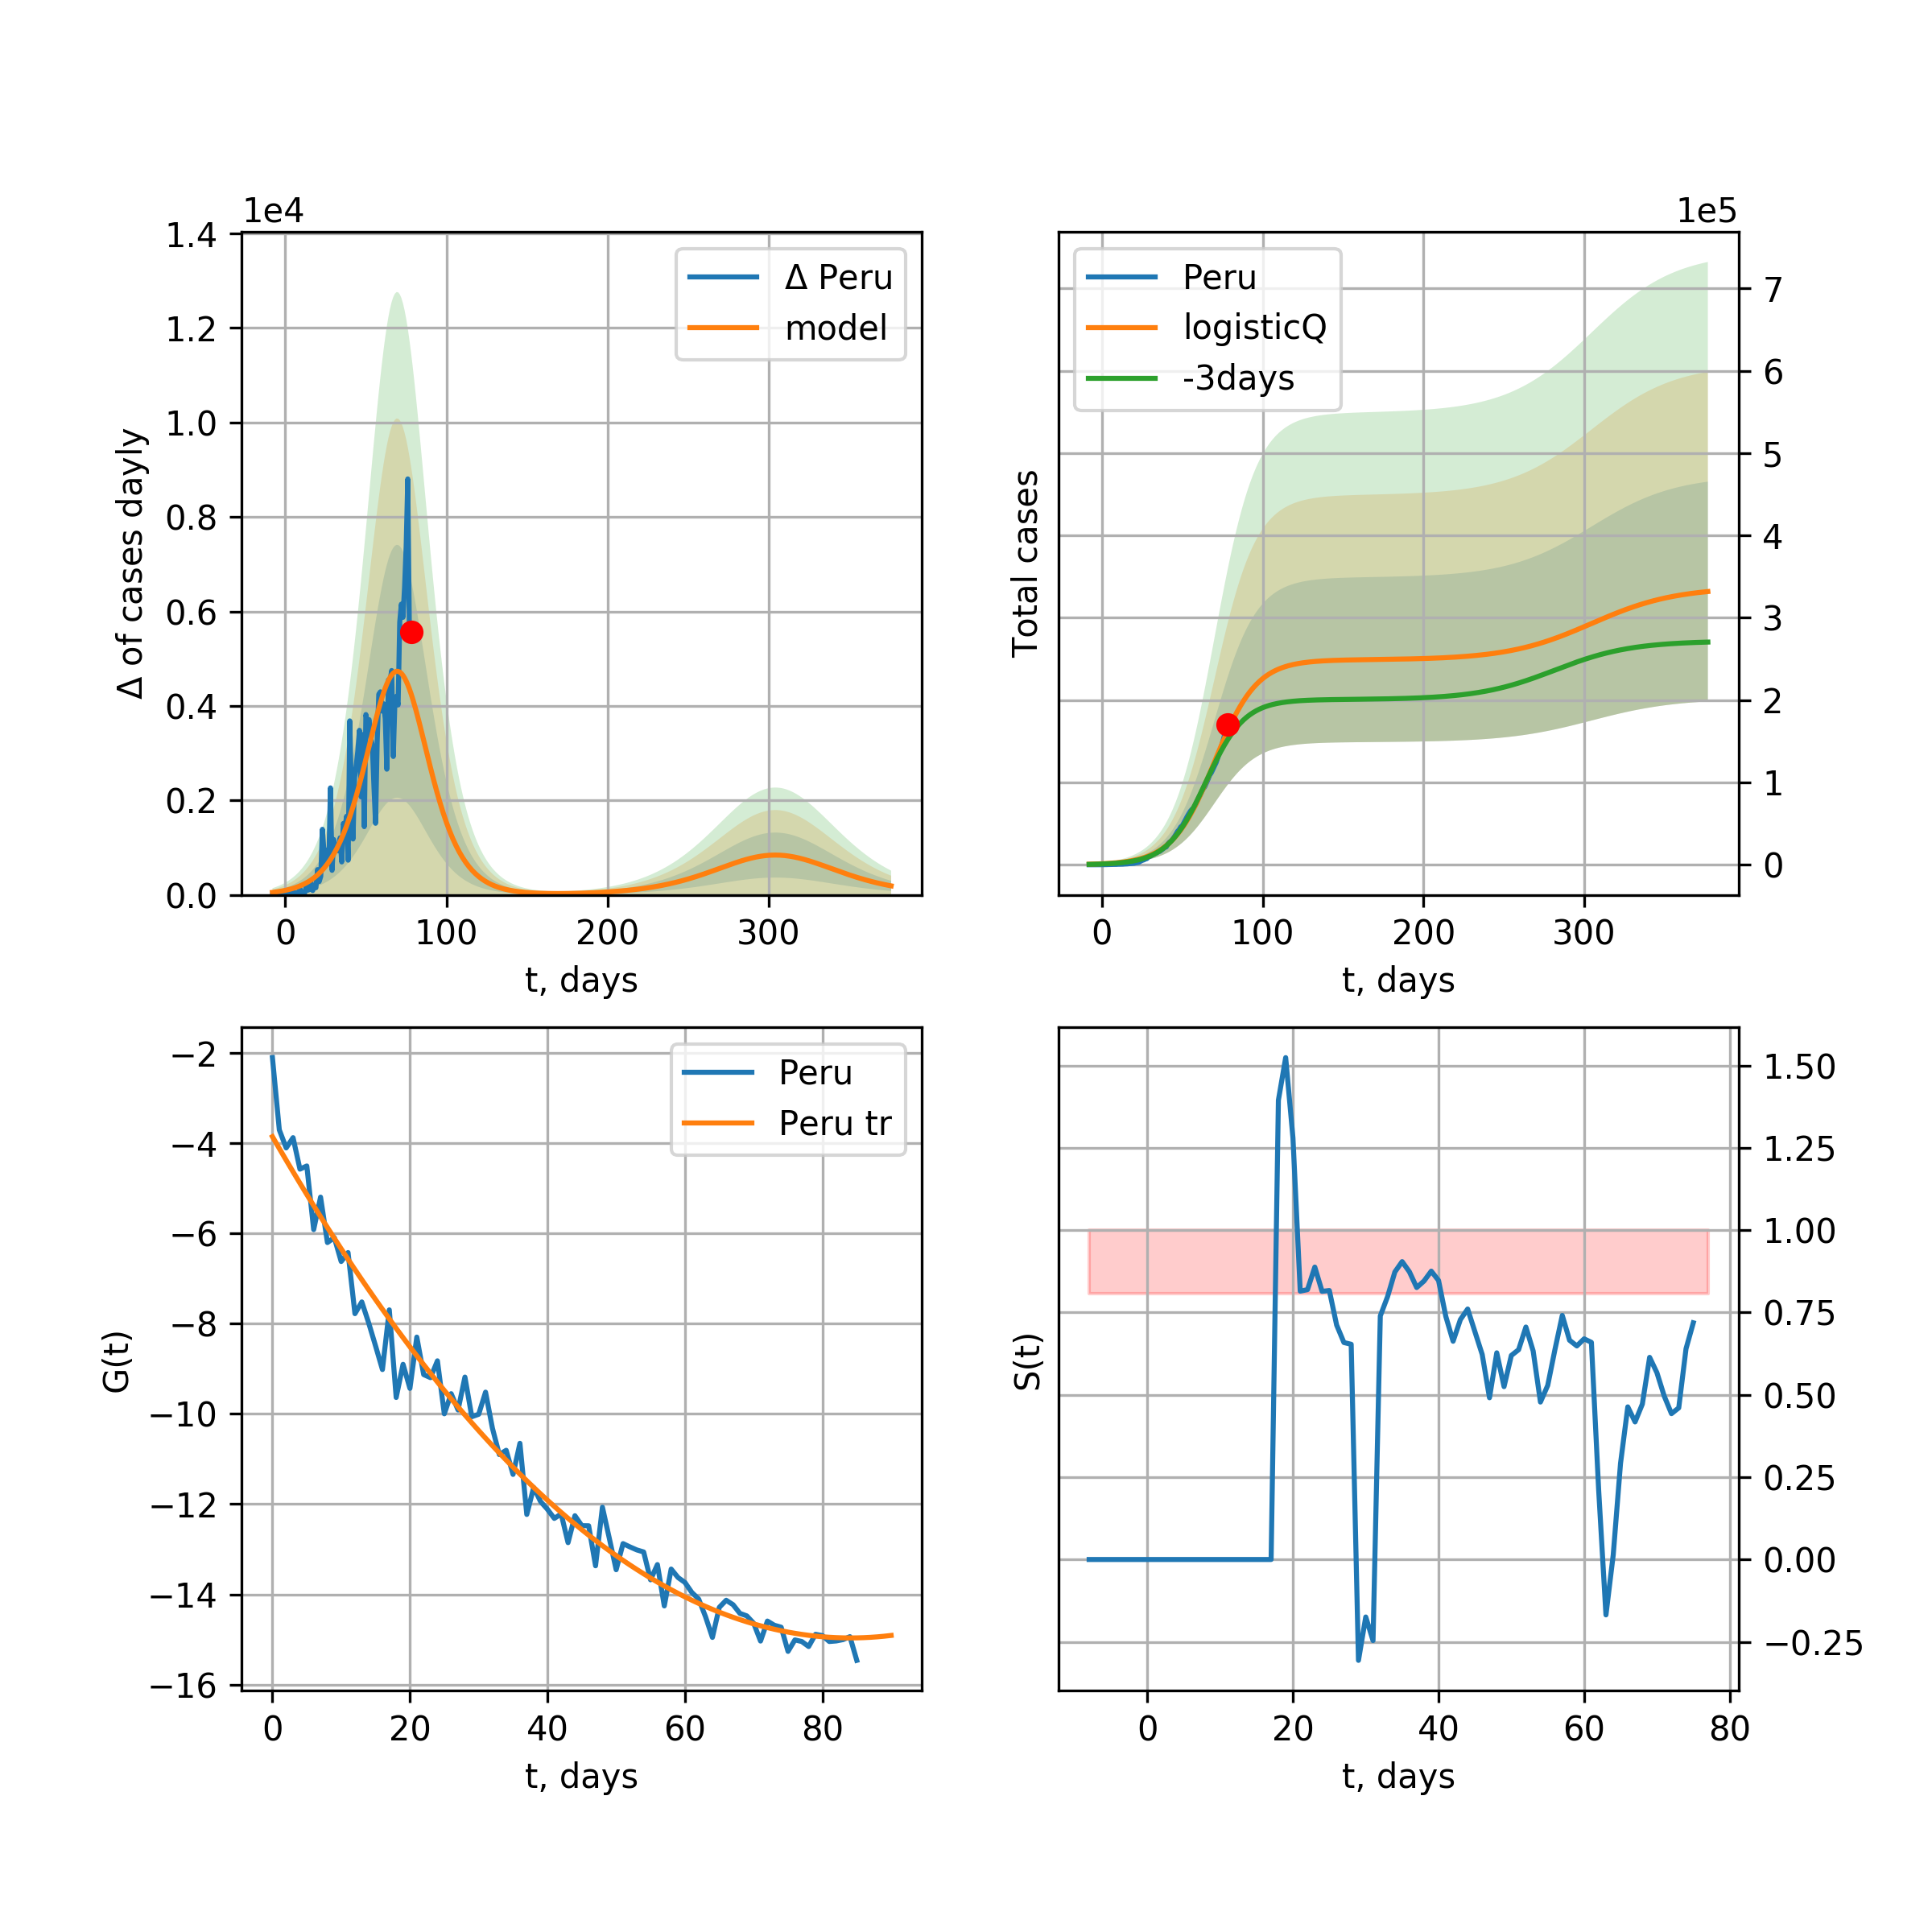 1e4
1.4
1.2
1.0
0.8
0.6
0.4
0.2
0.0
Δ of cases dayly
Δ Peru
model
0 100 200 300
t, days
1e5
Peru
logisticQ
-3days
Total cases
7
6
5
4
3
2
1
0
0 100 200 300
t, days
−2
−4
−6
−8
−10
−12
−14
−16
G(t)
Peru
Peru tr
0 20 40 60 80
t, days
S(t)
1.50
1.25
1.00
0.75
0.50
0.25
0.00
−0.25
0 20 40 60 80
t, days